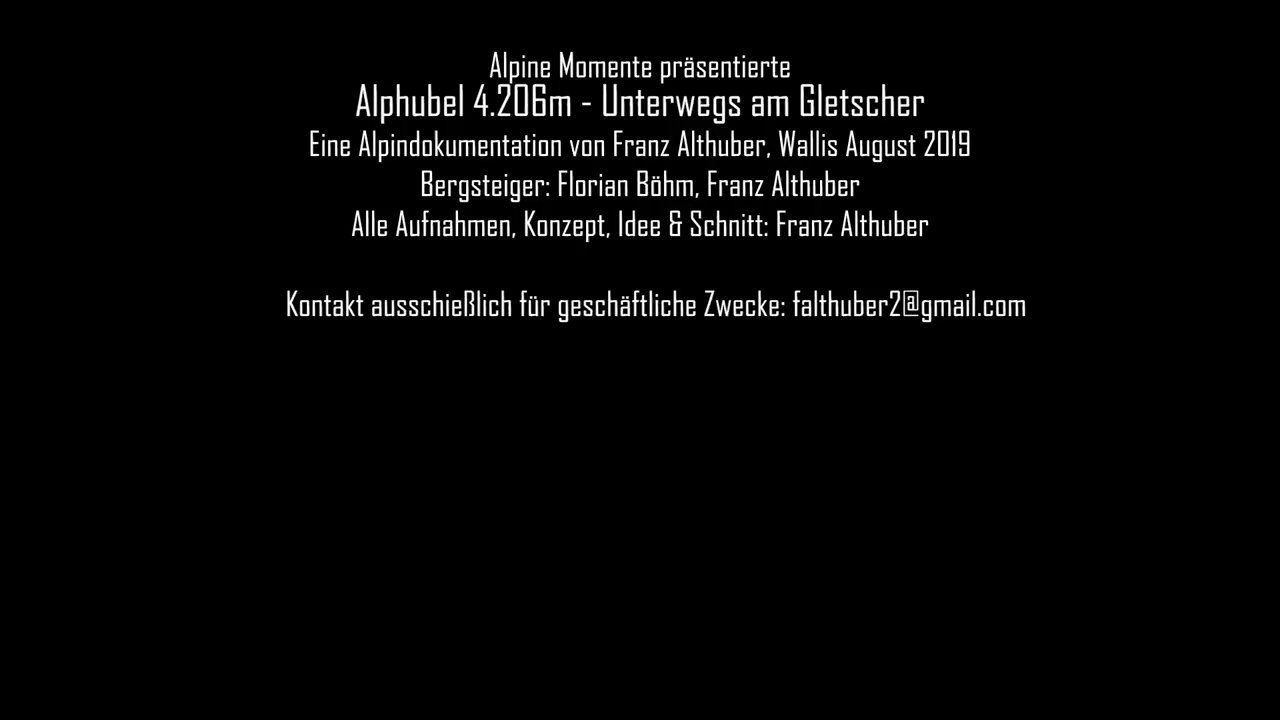 Alpine Momente präsentierte
Alphubel 4.206m - Unterwegs am Gletscher
Eine Alpindokumentation von Franz Althuber, Wallis August 2019
Bergsteiger: Florian Böhm, Franz Althuber
Alle Aufnahmen, Konzept, Idee & Schnitt: Franz Althuber
Kontakt ausschießlich für geschäftliche Zwecke: falthuber2@gmail.com